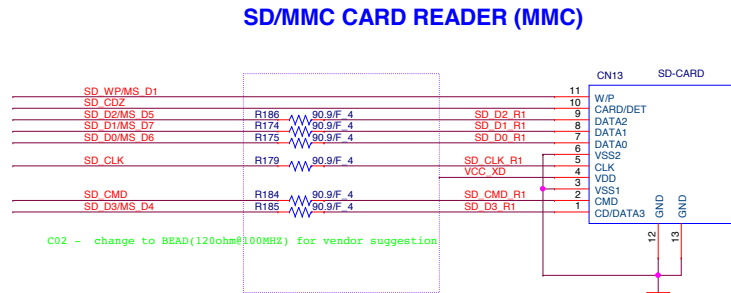 SD/MMC CARD READER (MMC)
CN13 SD-CARD
SD_WP/MS_D1 11 W/P
SD_CDZ 10 CARD/DET
SD_D2/MS_D5 R186 90.9/F_4 SD_D2_R1 9 DATA2
SD_D1/MS_D7 R174 90.9/F_4 SD_D1_R1 8 DATA1
SD_D0/MS_D6 R175 90.9/F_4 SD_D0_R1 7 DATA0
6 VSS2
SD_CLK R179 90.9/F_4 SD_CLK_R1 5 CLK
VCC_XD 4 VDD
3 VSS1
SD_CMD R184 90.9/F_4 SD_CMD_R1 2 CMD
SD_D3/MS_D4 R185 90.9/F_4 SD_D3_R1 1 CD/DATA3
GND GND
12 13
C02 - change to BEAD(120ohm@100MHZ) for vendor suggestion